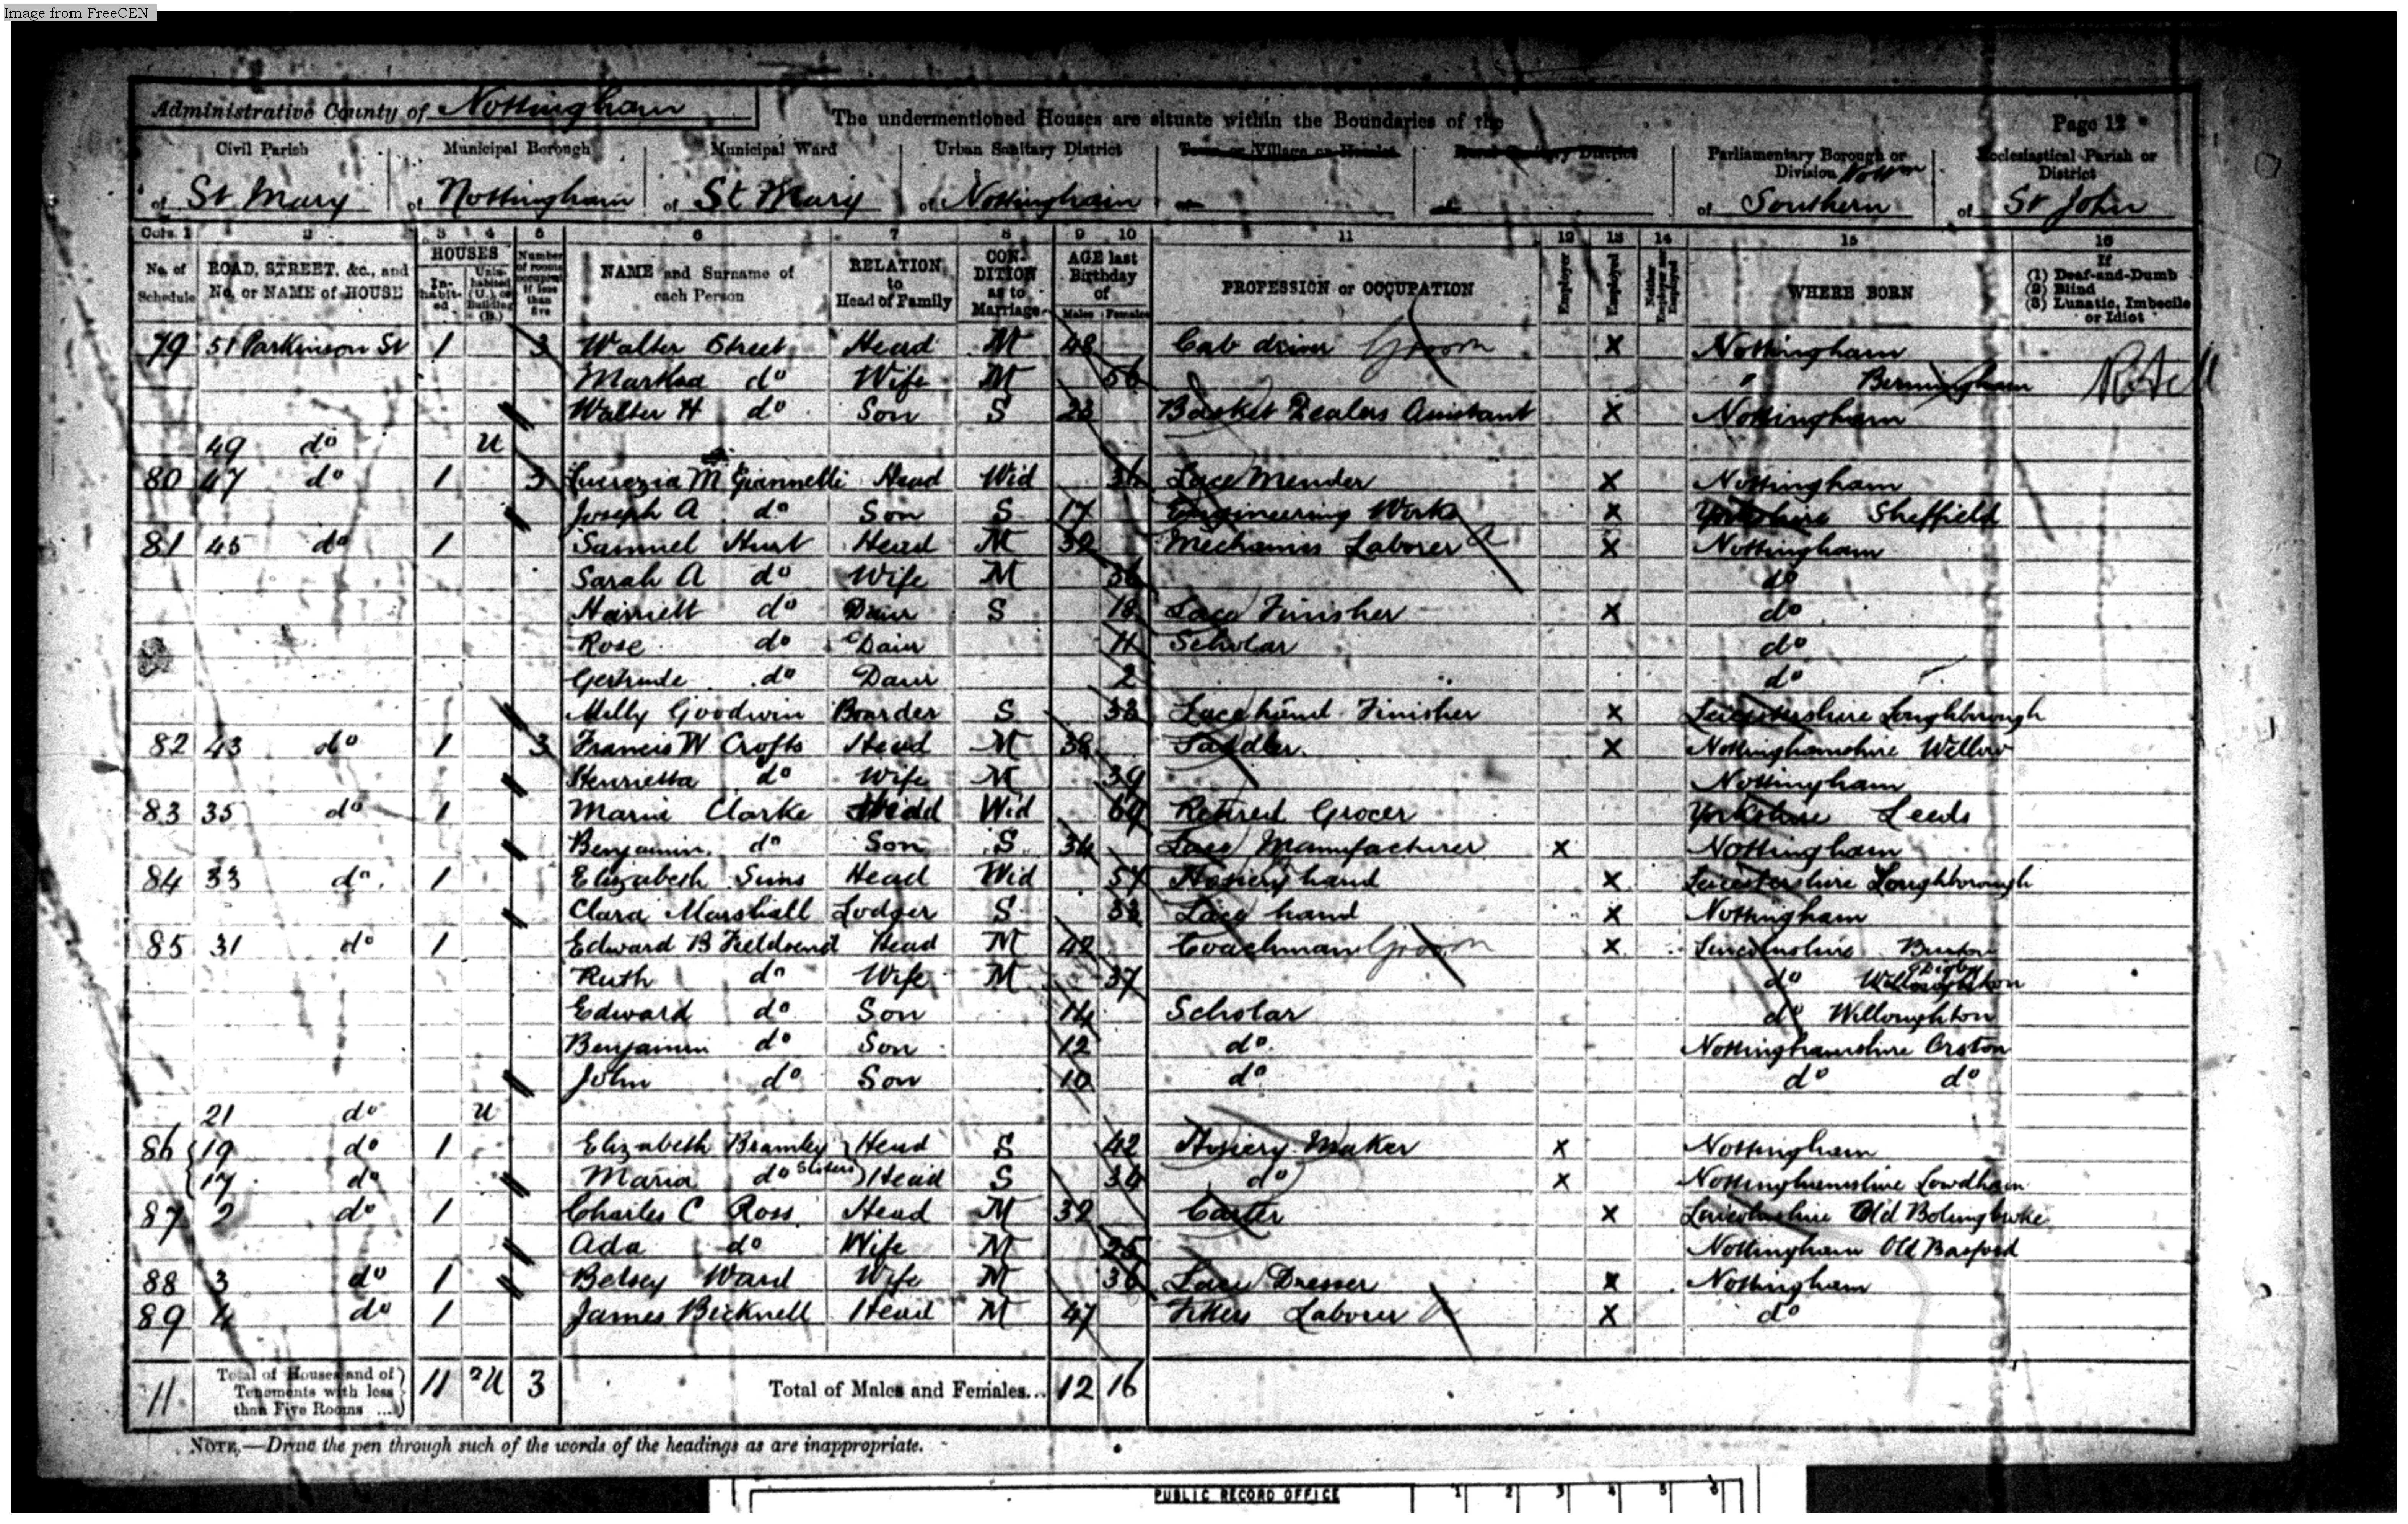 Image from FreeCEN
Administrative County of Nottingham
The undermentioned Houses are situate within the Boundaries of the
Page 12
Civil Parish Municipal Borough Municipal Ward Urban Sanitary District Town or Village or Hamlet Rural Sanitary District Parliamentary Borough or Division Ecclesiastical Parish or District
of St Mary of Nottingham of St Mary of Nottingham of of of Nottm Southern of St John
Cols. 1 2 3 4 5 6 7 8 9 10 11 12 13 14 15 16
No. of Schedule ROAD, STREET, &c., and No. or NAME of HOUSE HOUSES Inhabited Uninhabited (U.) or Building (B.) Number of rooms occupied if less than five NAME and Surname of each Person RELATION to Head of Family CONDITION as to Marriage AGE last Birthday of Males Females PROFESSION or OCCUPATION Employer Employed Neither Employer nor Employed WHERE BORN If (1) Deaf-and-Dumb (2) Blind (3) Lunatic, Imbecile or Idiot
79 51 Parkinson St 1 3 Walter Street Head M 48 Cab driver Groom X Nottingham
do Wife M 56 " Birmingham
Walter H do Son S 23 Basket Dealers Assistant X Nottingham
49 do U
80 47 do 1 3 Lucrezia M Giannelli Head Wid 36 Lace Mender X Nottingham
Joseph A do Son S 17 Engineering Works X Yorkshire Sheffield
81 45 do 1 Samuel Hurt Head M 39 Mechanics Laborer X Nottingham
Sarah A do Wife M 36 do
Harriett do Daur S 18 Lace Finisher X do
Rose do Daur 11 Scholar do
Gertrude do Daur 2 do
Milly Goodwin Boarder S 33 Lace hand Finisher X Leicestershire Loughbrough
82 43 do 1 3 Francis W Crofts Head M 38 Saddler X Nottinghamshire Wellow
Henrietta do Wife M 39 Nottingham
83 35 do 1 Maria Clarke Head Wid 69 Retired Grocer Yorkshire Leeds
Benjamin do Son S 34 Lace Manufacturer X Nottingham
84 33 do 1 Elizabeth Sims Head Wid 57 Hosiery hand X Leicestershire Loughborough
Clara Marshall Lodger S 33 Lace hand X Nottingham
85 31 do 1 Edward B Fieldsend Head M 42 Coachman Groom X Lincolnshire
Ruth do Wife M 37 do Digby
Edward do Son 14 Scholar do Willoughton
Benjamin do Son 12 do Nottinghamshire Orston
John do Son 10 do do do
21 do U
86 19 do 1 Elizabeth Bramley Head S 42 Hosiery Maker X Nottingham
17 do Maria do Sisters Head S 34 do X Nottinghamshire Lowdham
87 2 do 1 Charles C Ross Head M 32 Carter X Lincolnshire Old Bolingbroke
Ada do Wife M 25 Nottingham Old Basford
88 3 do 1 Betsey Ward Wife M 36 Lace Dresser X Nottingham
89 4 do 1 James Bicknell Head M 47 Fitters Laborer X do
11 Total of Houses and of Tenements with less than Five Rooms ... 11 2U 3 Total of Males and Females... 12 16
NOTE.—Draw the pen through such of the words of the headings as are inappropriate.
PUBLIC RECORD OFFICE 1 2 3 4 5 6